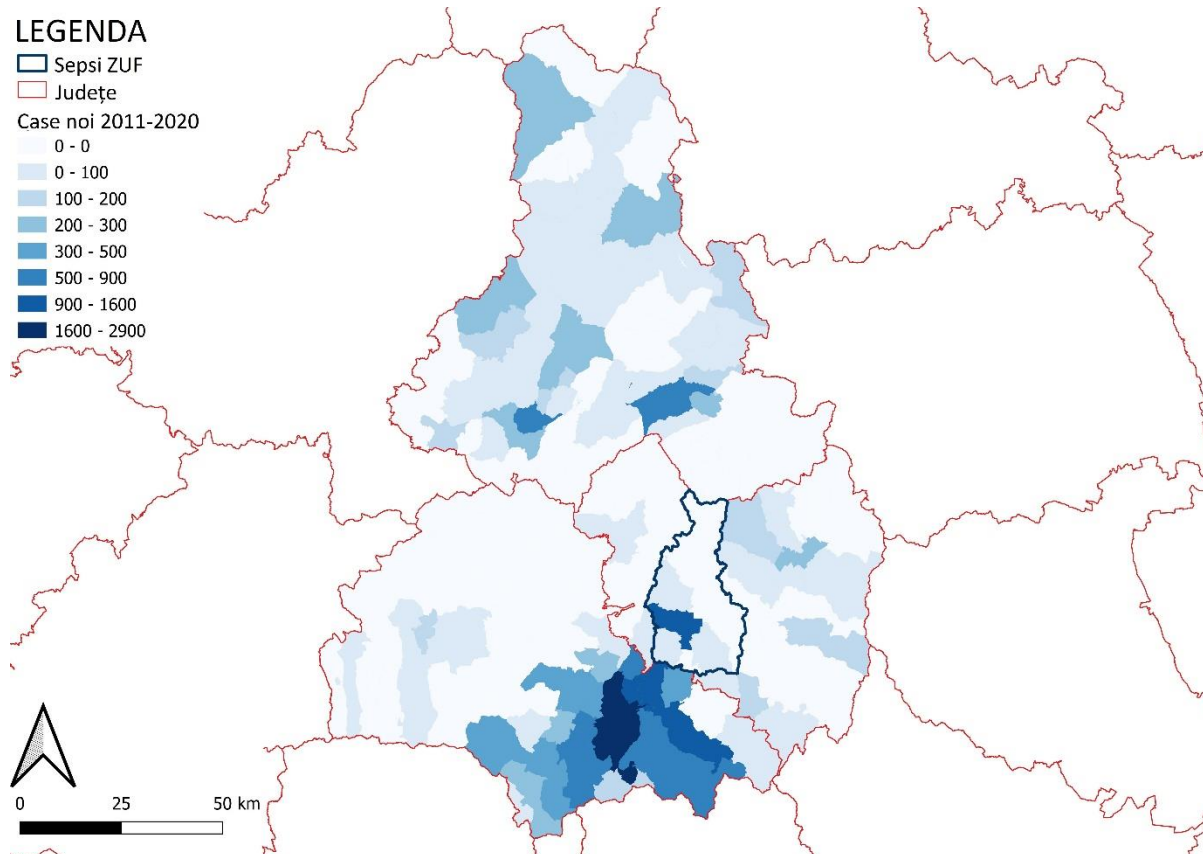 LEGENDA
Sepsi ZUF
Județe
Case noi 2011-2020
0 - 0
0 - 100
100 - 200
200 - 300
300 - 500
500 - 900
900 - 1600
1600 - 2900
0 25 50 km